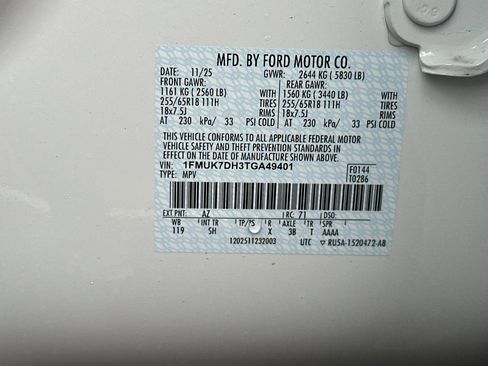 MFD. BY FORD MOTOR CO.
DATE: 11/25 GVWR: 2644 KG ( 5830 LB)
FRONT GAWR: REAR GAWR:
1161 KG ( 2560 LB) WITH 1560 KG ( 3440 LB) WITH
255/65R18 111H TIRES 255/65R18 111H TIRES
18x7.5J RIMS 18x7.5J RIMS
AT 230 kPa/ 33 PSI COLD AT 230 kPa/ 33 PSI COLD
THIS VEHICLE CONFORMS TO ALL APPLICABLE FEDERAL MOTOR
VEHICLE SAFETY AND THEFT PREVENTION STANDARDS IN EFFECT
ON THE DATE OF MANUFACTURE SHOWN ABOVE.
VIN: 1FMUK7DH3TGA49401 F0144
TYPE: MPV T0286
EXT PNT: AZ RC: 71 DSO:
WB INT TR TP/PS R AXLE TR SPR
119 SH X 3B T AAAA
1202511232003 UTC RU5A-1520472-AB